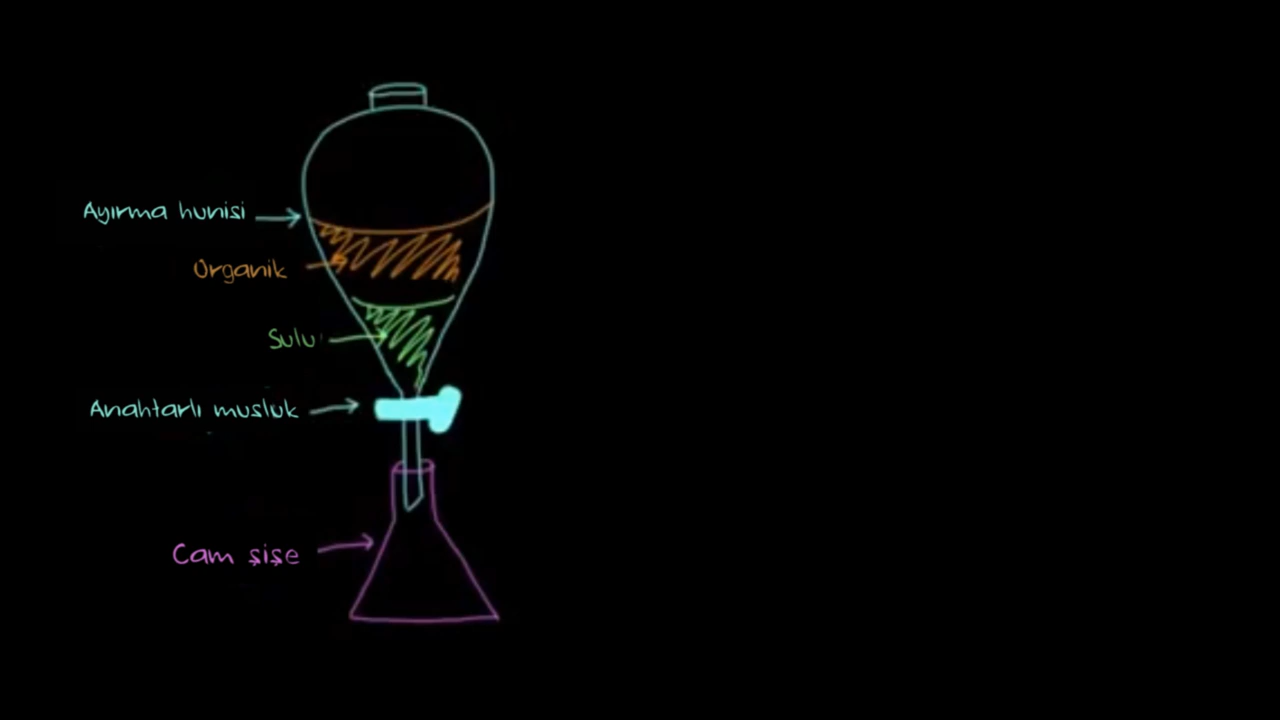 Ayırma hunisi
Organik
Sulu
Anahtarlı musluk
Cam şişe